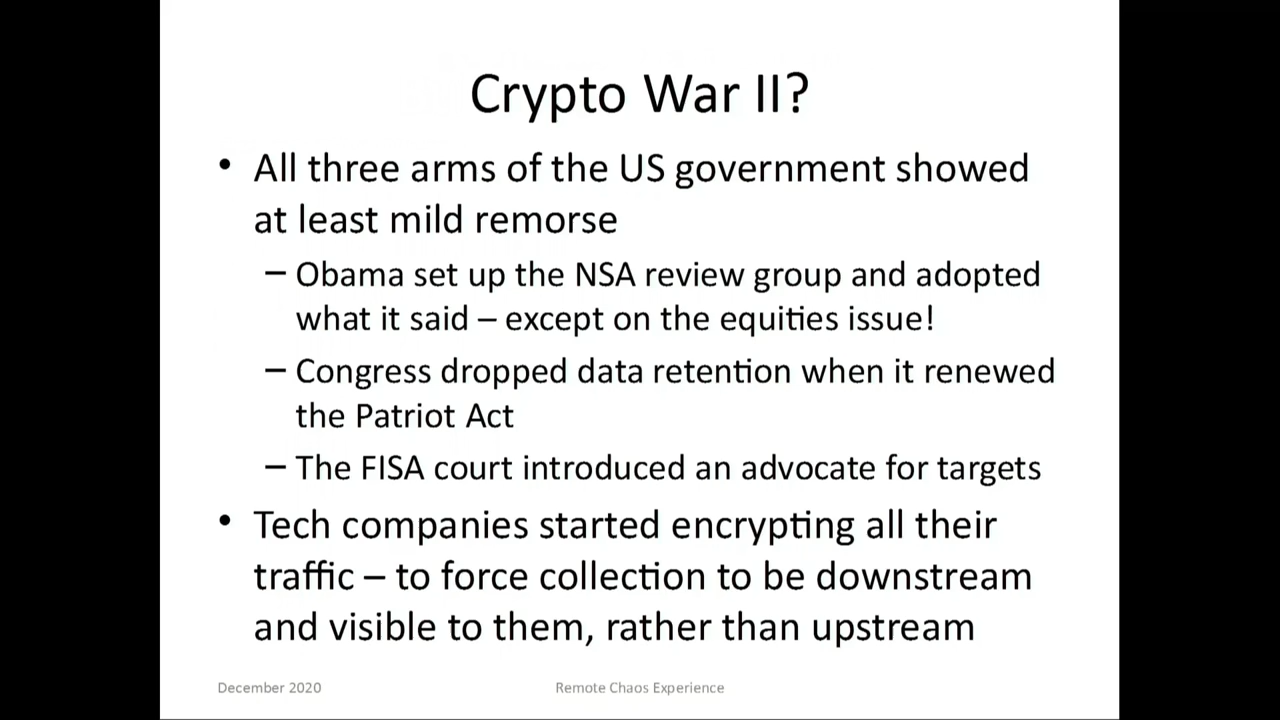 Crypto War II?
• All three arms of the US government showed
at least mild remorse
– Obama set up the NSA review group and adopted
what it said – except on the equities issue!
– Congress dropped data retention when it renewed
the Patriot Act
– The FISA court introduced an advocate for targets
• Tech companies started encrypting all their
traffic – to force collection to be downstream
and visible to them, rather than upstream
December 2020 Remote Chaos Experience